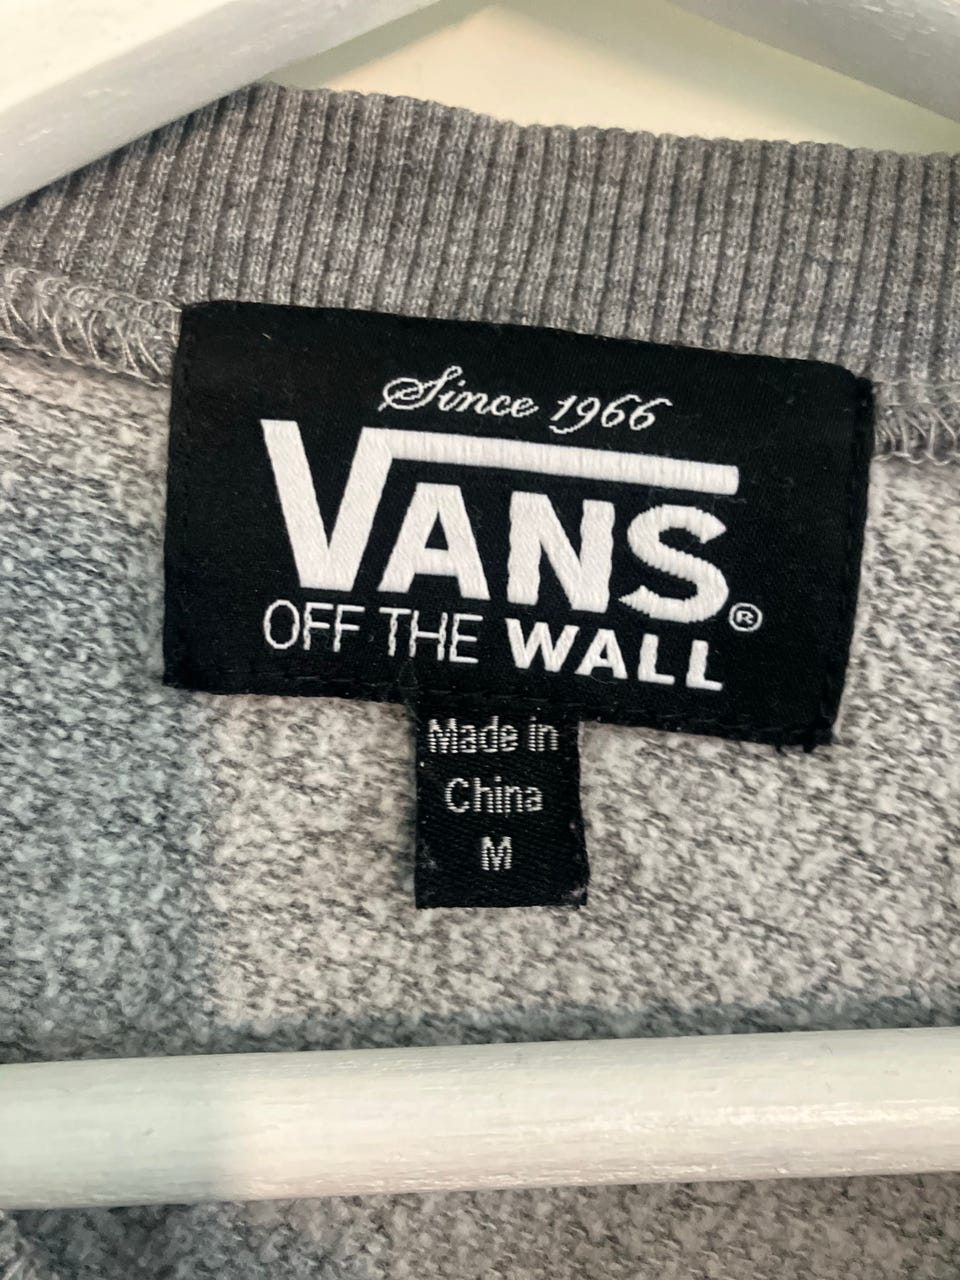 Since 1966
VANS®
OFF THE WALL
Made in
China
M